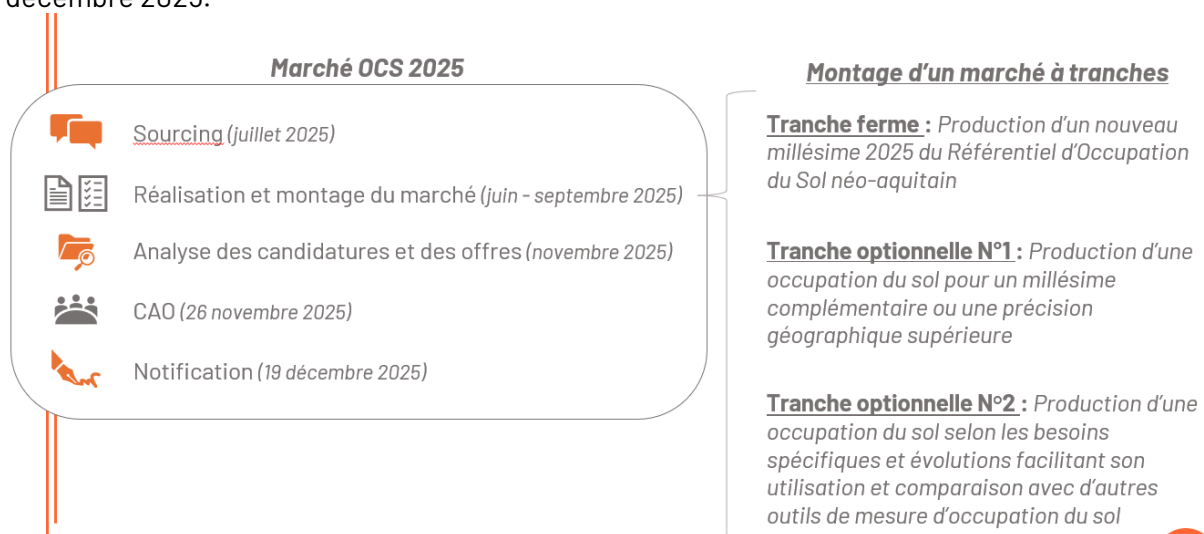 décembre 2025.
Marché OCS 2025
Sourcing (juillet 2025)
Réalisation et montage du marché (juin - septembre 2025)
Analyse des candidatures et des offres (novembre 2025)
CAO (26 novembre 2025)
Notification (19 décembre 2025)
Montage d'un marché à tranches
Tranche ferme : Production d'un nouveau
millésime 2025 du Référentiel d'Occupation
du Sol néo-aquitain
Tranche optionnelle N°1 : Production d'une
occupation du sol pour un millésime
complémentaire ou une précision
géographique supérieure
Tranche optionnelle N°2 : Production d'une
occupation du sol selon les besoins
spécifiques et évolutions facilitant son
utilisation et comparaison avec d'autres
outils de mesure d'occupation du sol